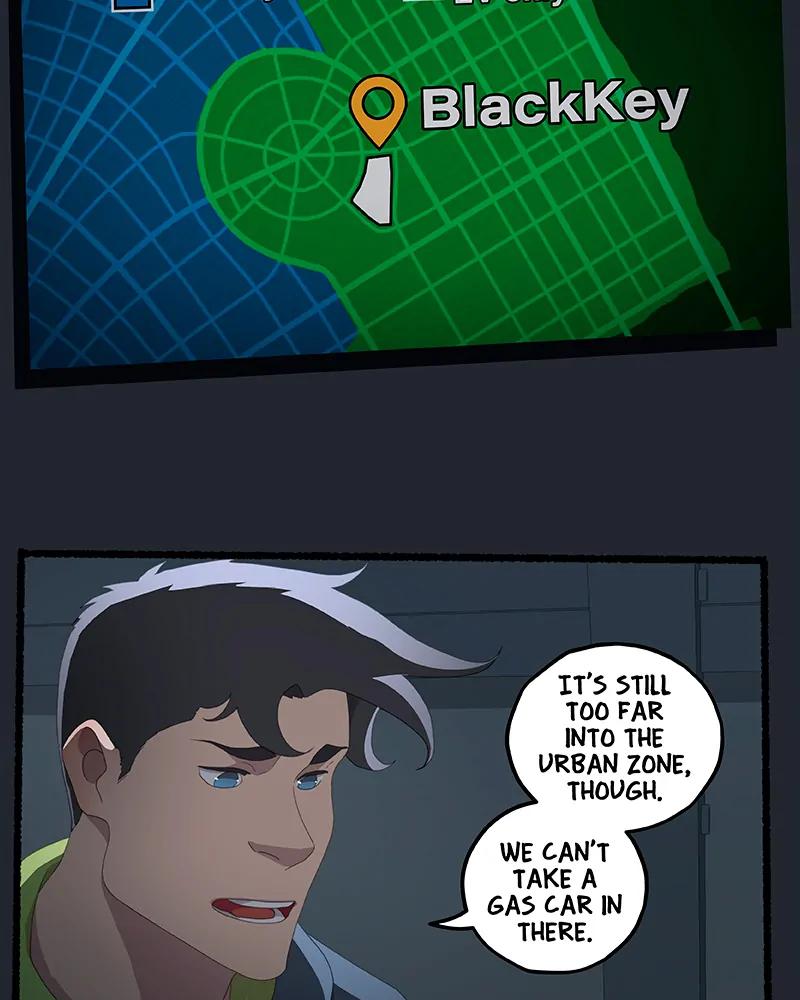 BlackKey
IT'S STILL
TOO FAR
INTO THE
URBAN ZONE,
THOUGH.
WE CAN'T
TAKE A
GAS CAR IN
THERE.